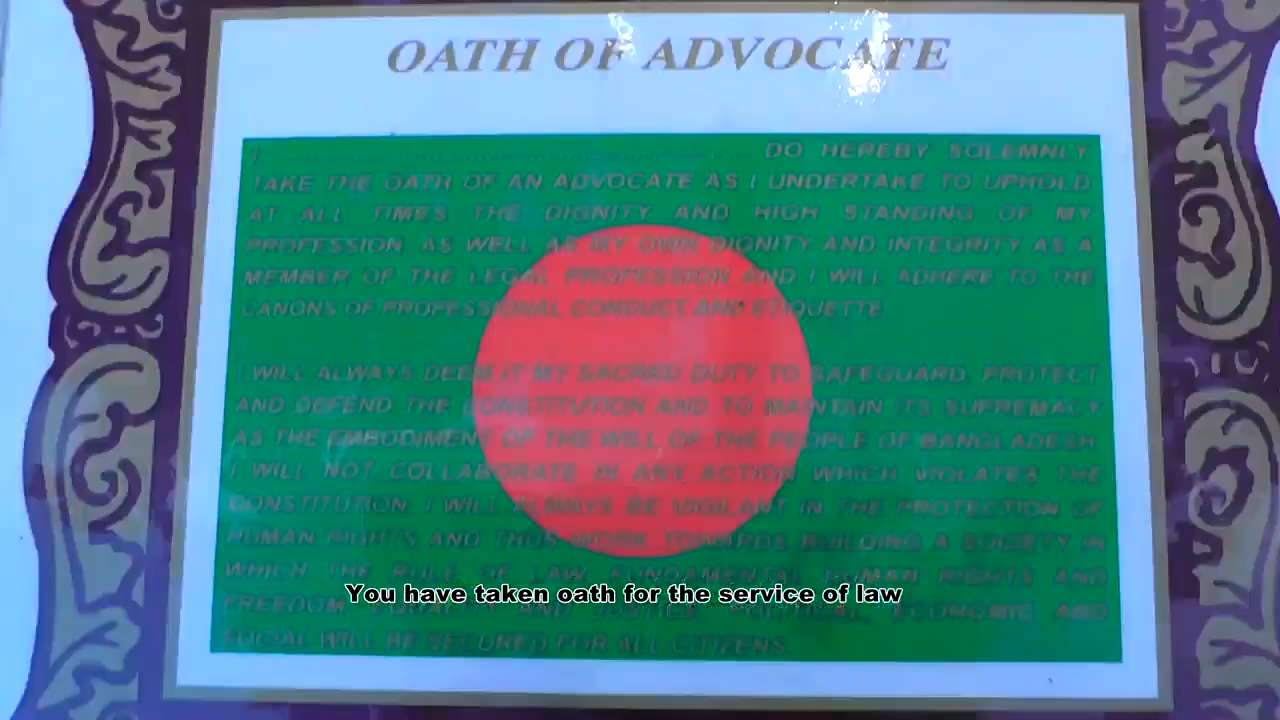 OATH OF ADVOCATE
I, ........................ DO HEREBY SOLEMNLY
TAKE THE OATH OF AN ADVOCATE AS I UNDERTAKE TO UPHOLD
AT ALL TIMES THE DIGNITY AND HIGH STANDING OF MY
PROFESSION AS WELL AS MY OWN DIGNITY AND INTEGRITY AS A
MEMBER OF THE LEGAL PROFESSION AND I WILL ADHERE TO THE
CANONS OF PROFESSIONAL CONDUCT AND ETIQUETTE
I WILL ALWAYS DEEM IT MY SACRED DUTY TO SAFEGUARD, PROTECT
AND DEFEND THE CONSTITUTION AND TO MAINTAIN ITS SUPREMACY
AS THE EMBODIMENT OF THE WILL OF THE PEOPLE OF BANGLADESH.
I WILL NOT COLLABORATE IN ANY ACTION WHICH VIOLATES THE
CONSTITUTION. I WILL ALWAYS BE VIGILANT IN THE PROTECTION OF
HUMAN RIGHTS AND THUS WORK TOWARDS BUILDING A SOCIETY IN
WHICH THE RULE OF LAW, FUNDAMENTAL HUMAN RIGHTS AND
You have taken oath for the service of law
FREEDOM, AND POLITICAL, ECONOMIC AND
SOCIAL WILL BE SECURED FOR ALL CITIZENS